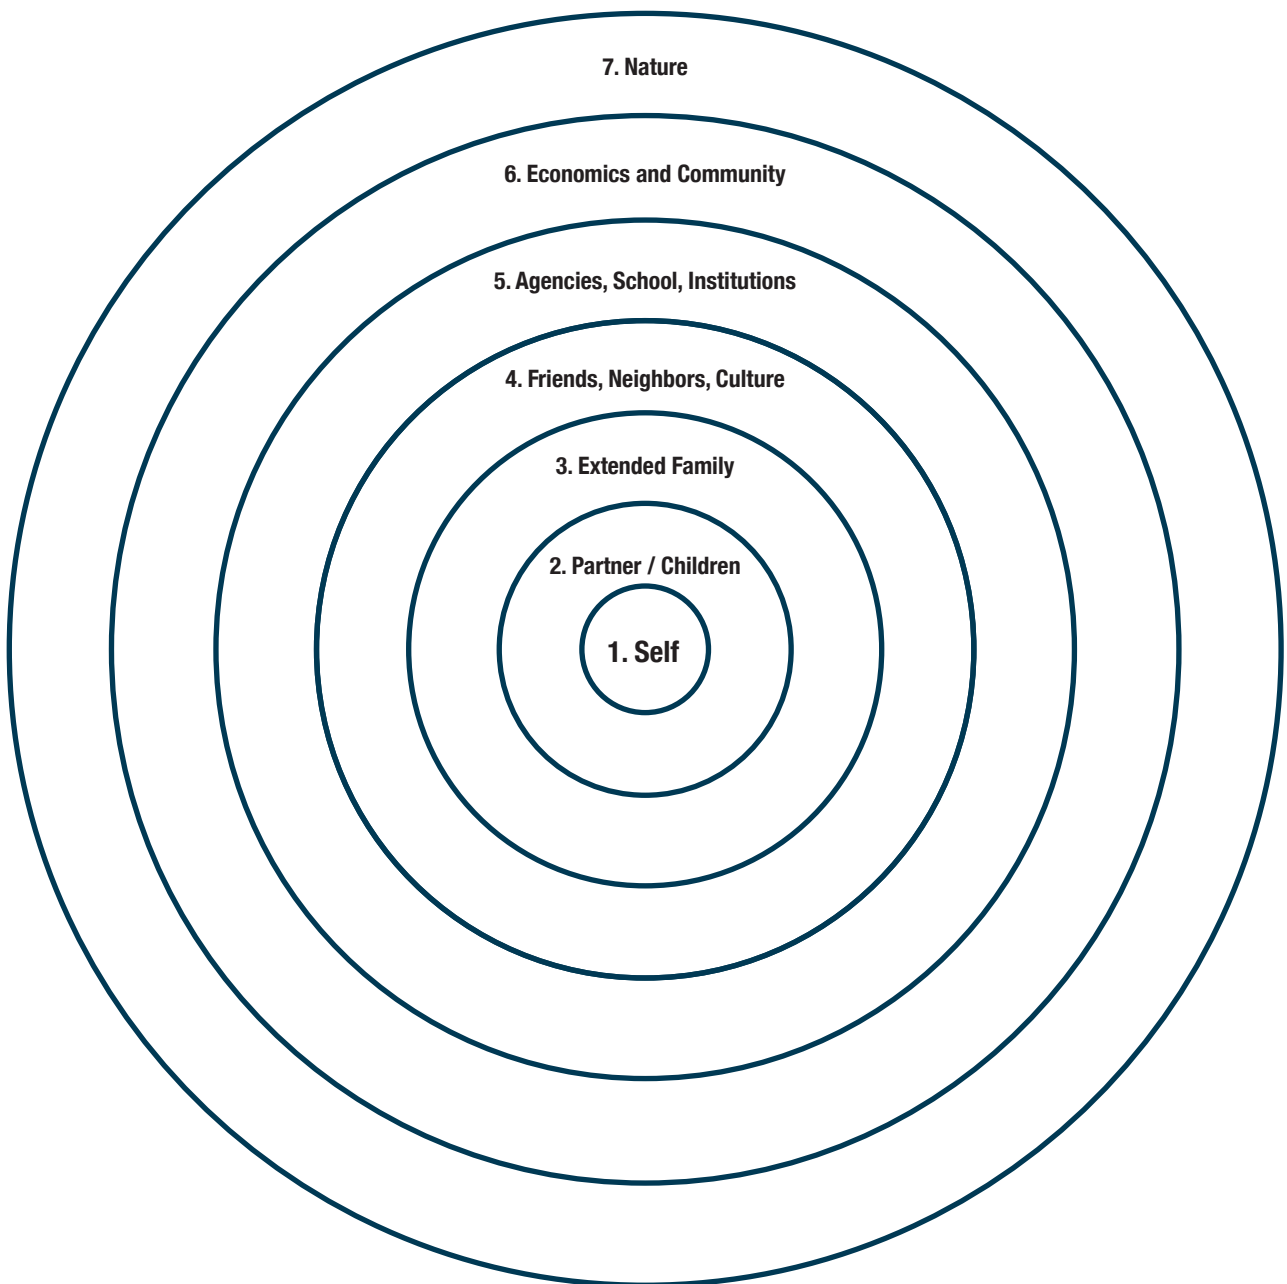 7. Nature
6. Economics and Community
5. Agencies, School, Institutions
4. Friends, Neighbors, Culture
3. Extended Family
2. Partner / Children
1. Self